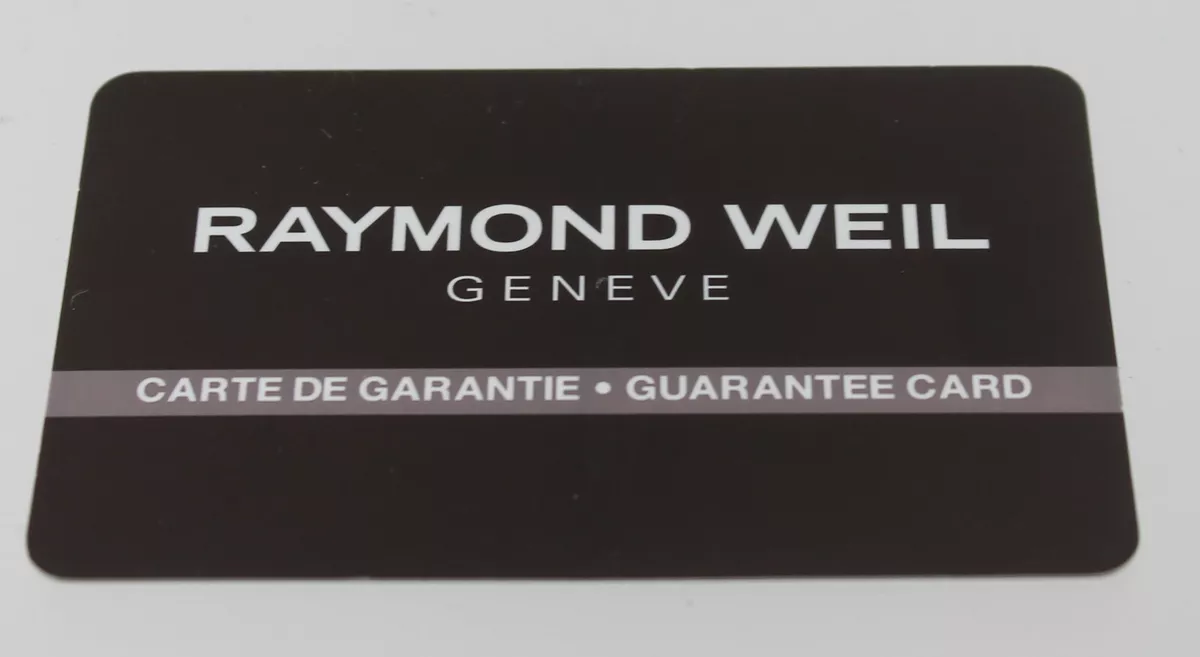 RAYMOND WEIL
GENEVE
CARTE DE GARANTIE • GUARANTEE CARD